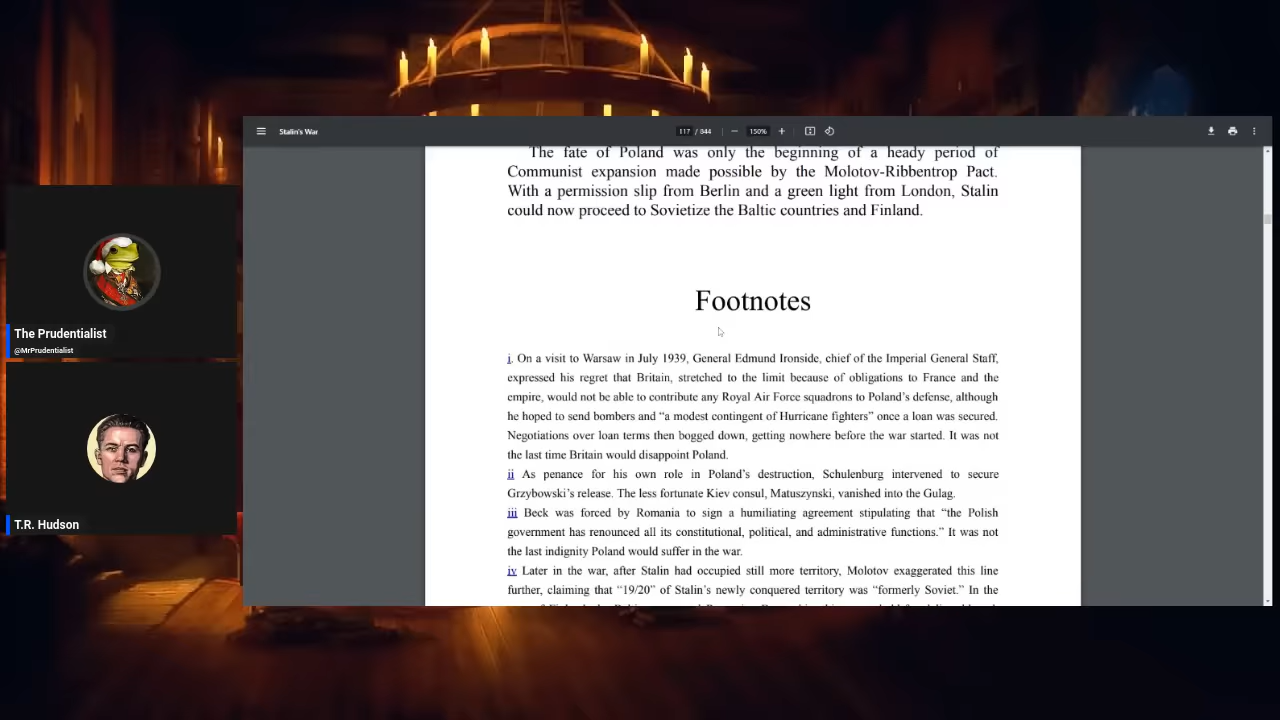 Stalin's War
117 / 844
150%
The fate of Poland was only the beginning of a heady period of
Communist expansion made possible by the Molotov-Ribbentrop Pact.
With a permission slip from Berlin and a green light from London, Stalin
could now proceed to Sovietize the Baltic countries and Finland.
Footnotes
i. On a visit to Warsaw in July 1939, General Edmund Ironside, chief of the Imperial General Staff,
expressed his regret that Britain, stretched to the limit because of obligations to France and the
empire, would not be able to contribute any Royal Air Force squadrons to Poland's defense, although
he hoped to send bombers and “a modest contingent of Hurricane fighters” once a loan was secured.
Negotiations over loan terms then bogged down, getting nowhere before the war started. It was not
the last time Britain would disappoint Poland.
ii As penance for his own role in Poland's destruction, Schulenburg intervened to secure
Grzybowski's release. The less fortunate Kiev consul, Matuszynski, vanished into the Gulag.
iii Beck was forced by Romania to sign a humiliating agreement stipulating that “the Polish
government has renounced all its constitutional, political, and administrative functions.” It was not
the last indignity Poland would suffer in the war.
iv Later in the war, after Stalin had occupied still more territory, Molotov exaggerated this line
further, claiming that “19/20” of Stalin's newly conquered territory was “formerly Soviet.” In the
The Prudentialist
@MrPrudentialist
T.R. Hudson